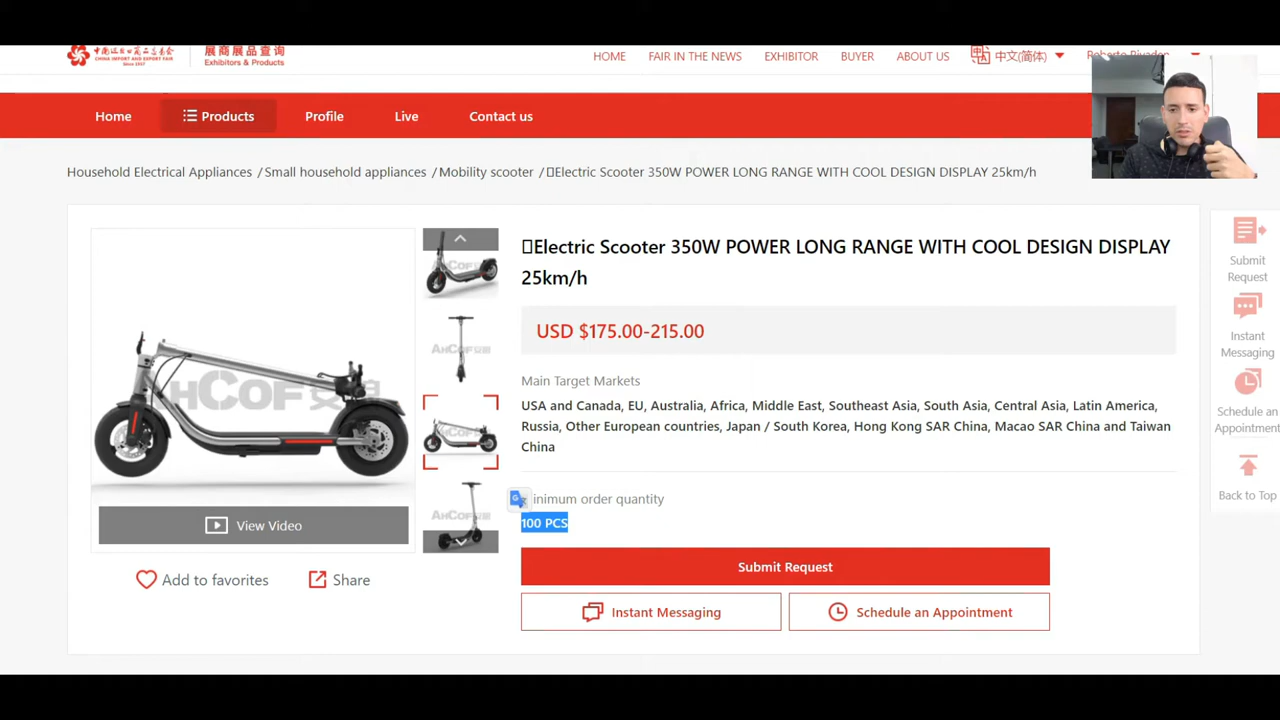 展商展品查询
CHINA IMPORT AND EXPORT FAIR
Exhibitors & Products
HOME
FAIR IN THE NEWS
EXHIBITOR
BUYER
ABOUT US
中文(简体)
Home
Products
Profile
Live
Contact us
Household Electrical Appliances /Small household appliances /Mobility scooter /Electric Scooter 350W POWER LONG RANGE WITH COOL DESIGN DISPLAY 25km/h
Electric Scooter 350W POWER LONG RANGE WITH COOL DESIGN DISPLAY
25km/h
USD $175.00-215.00
Main Target Markets
USA and Canada, EU, Australia, Africa, Middle East, Southeast Asia, South Asia, Central Asia, Latin America,
Russia, Other European countries, Japan / South Korea, Hong Kong SAR China, Macao SAR China and Taiwan
China
inimum order quantity
100 PCS
View Video
Add to favorites
Share
Submit Request
Instant Messaging
Schedule an Appointment
Submit
Request
Instant
Messaging
Schedule an
Appointment
Back to Top